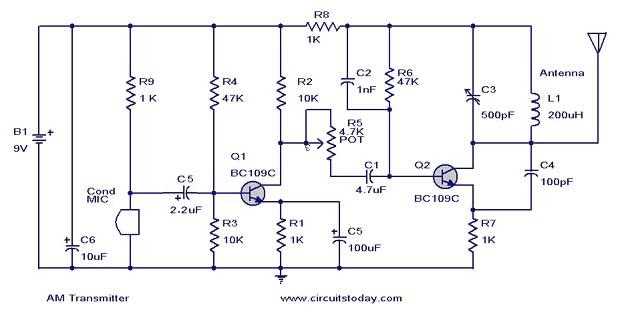 R8
1K
R9
1 K
R4
47K
R2
10K
C2
1nF
R6
47K
C3
500pF
Antenna
L1
200uH
B1
9V
R5
4.7K
POT
3
Q1
BC109C
C1
4.7uF
Q2
BC109C
C4
100pF
Cond
MIC
C5
2.2uF
C6
10uF
R3
10K
R1
1K
C5
100uF
R7
1K
AM Transmitter
www.circuitstoday.com